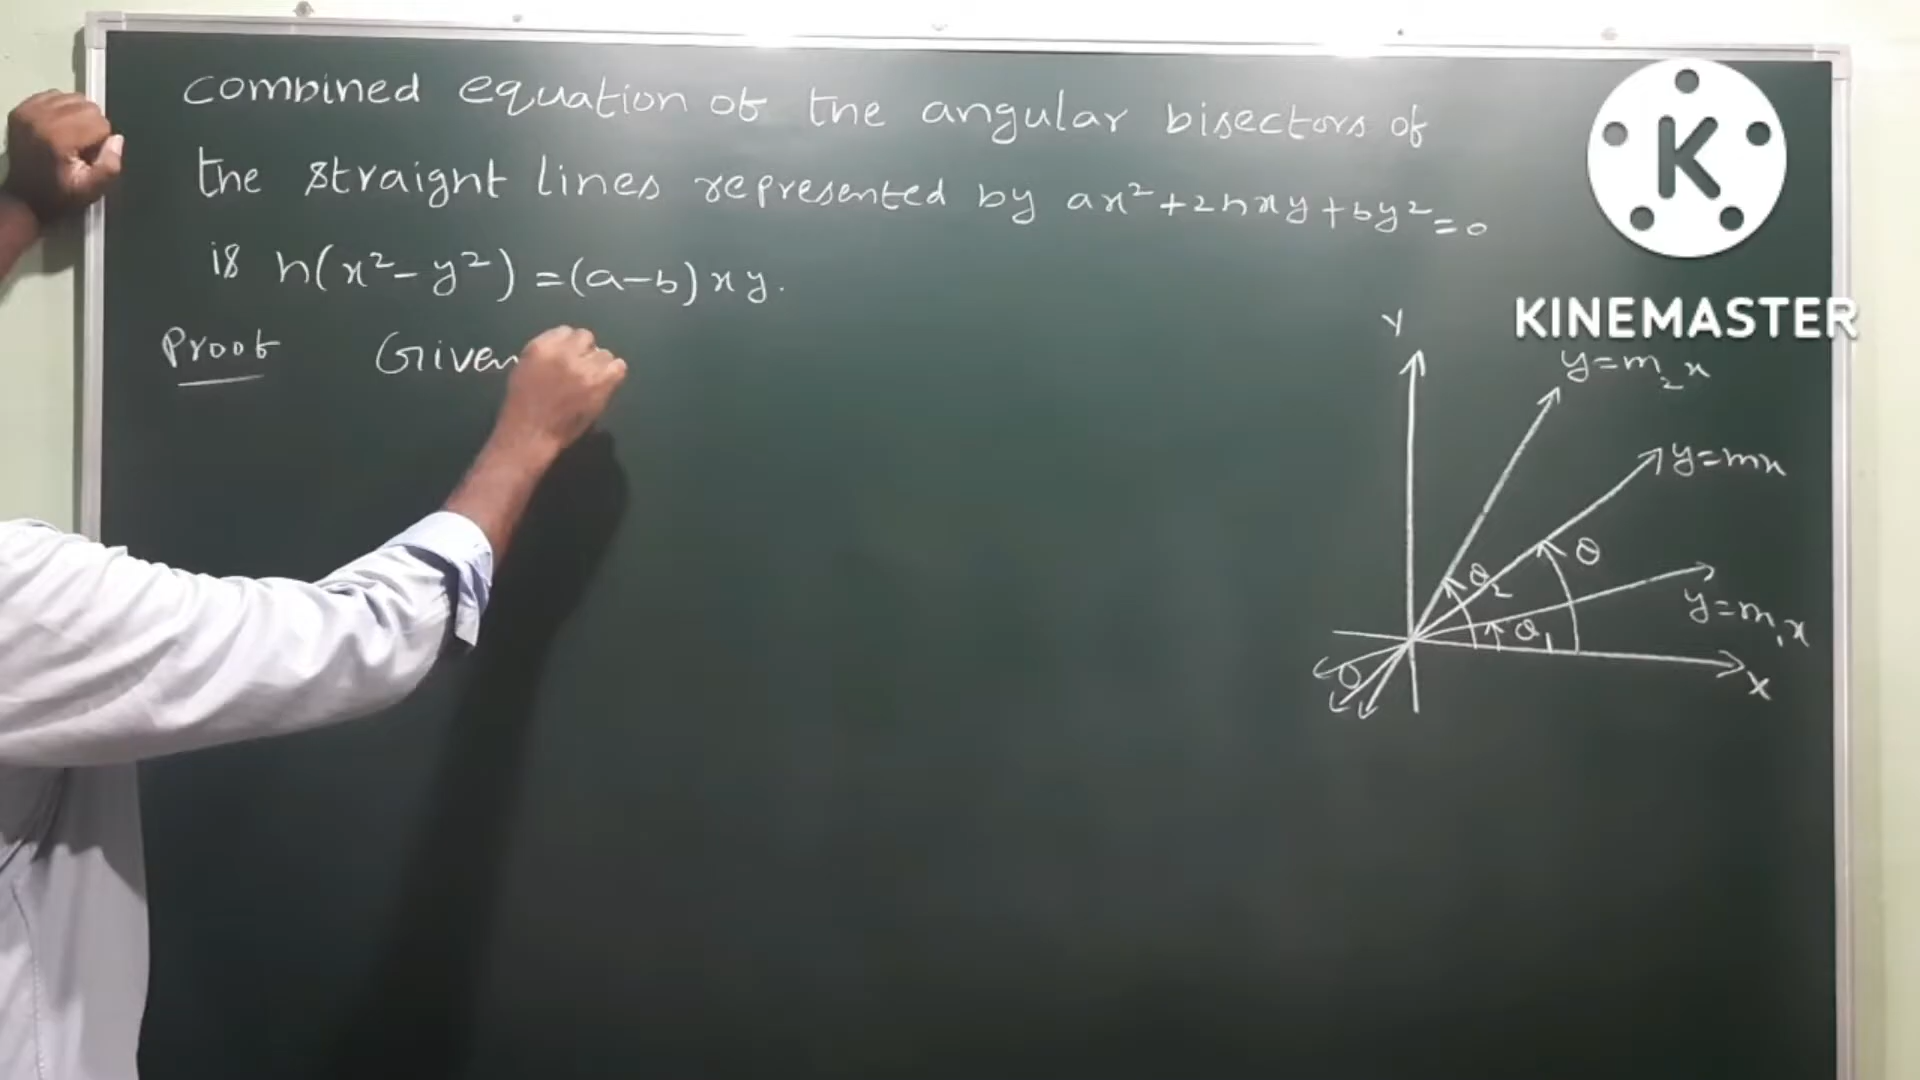 combined equation of the angular bisectors of
the straight lines represented by ax²+2hxy+by²=0
is h(x²-y²)=(a-b)xy.
Proof Given
K
KINEMASTER
Y
y=m₂x
y=mx
θ
θ₂
y=m₁x
θ₁
X
O